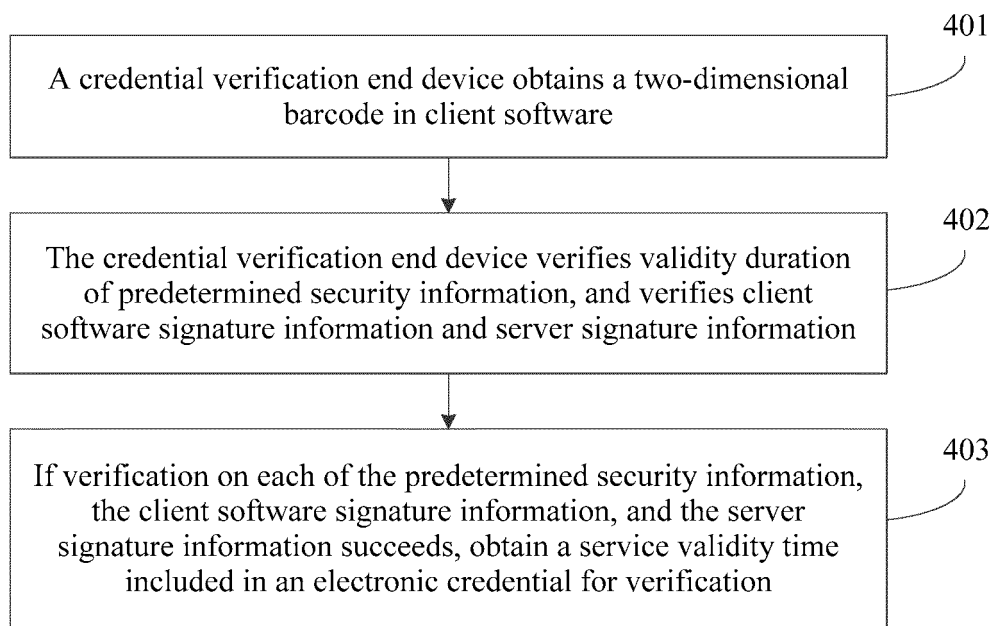 401
A credential verification end device obtains a two-dimensional
barcode in client software
402
The credential verification end device verifies validity duration
of predetermined security information, and verifies client
software signature information and server signature information
403
If verification on each of the predetermined security information,
the client software signature information, and the server
signature information succeeds, obtain a service validity time
included in an electronic credential for verification